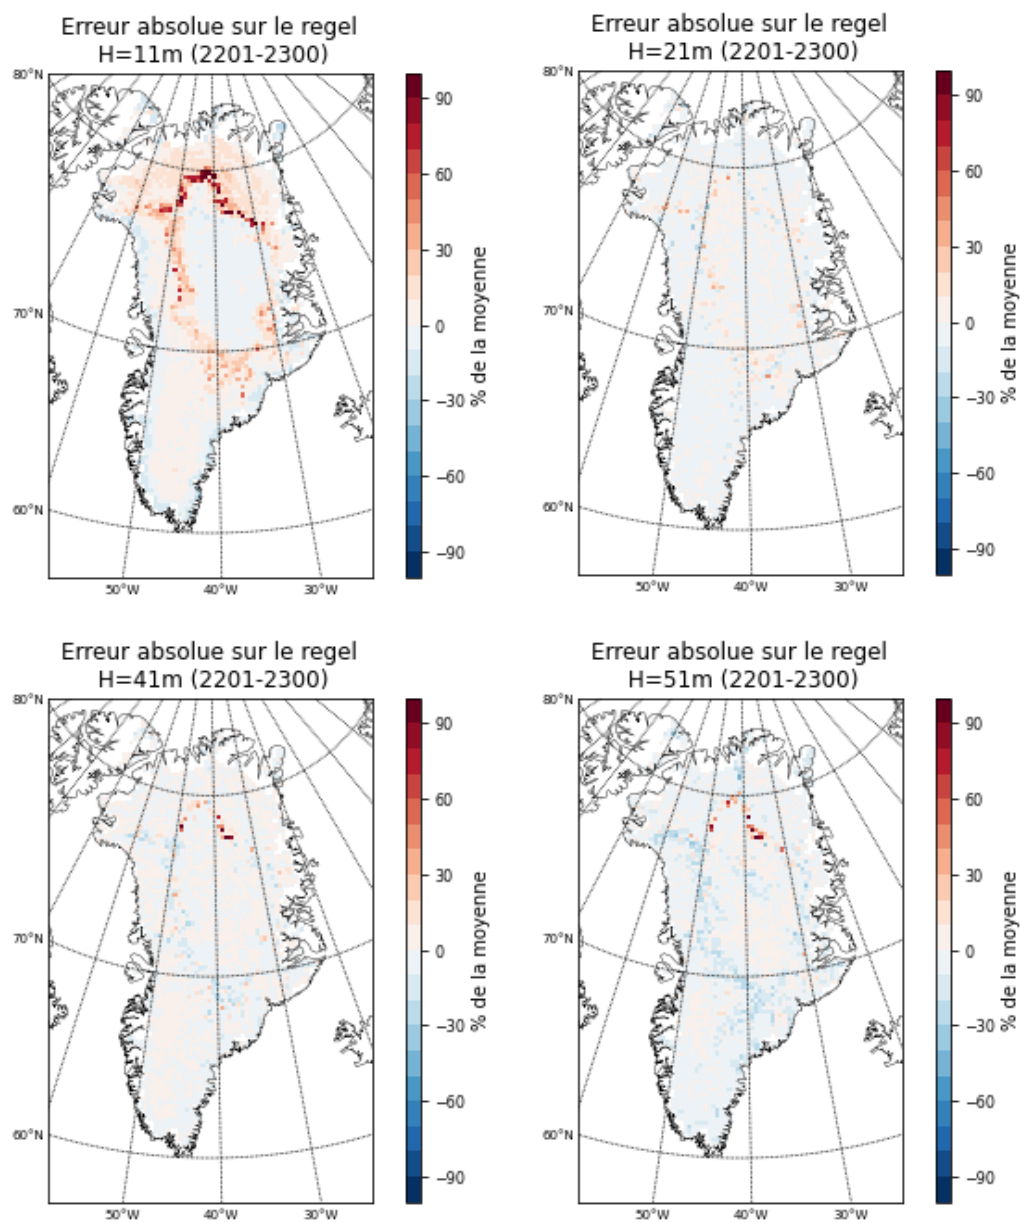 Erreur absolue sur le regel
H=11m (2201-2300)
80°N
70°N
60°N
50°W
40°W
30°W
90
60
30
0
−30
−60
−90
% de la moyenne
Erreur absolue sur le regel
H=21m (2201-2300)
80°N
70°N
60°N
50°W
40°W
30°W
90
60
30
0
−30
−60
−90
% de la moyenne
Erreur absolue sur le regel
H=41m (2201-2300)
80°N
70°N
60°N
50°W
40°W
30°W
90
60
30
0
−30
−60
−90
% de la moyenne
Erreur absolue sur le regel
H=51m (2201-2300)
80°N
70°N
60°N
50°W
40°W
30°W
90
60
30
0
−30
−60
−90
% de la moyenne